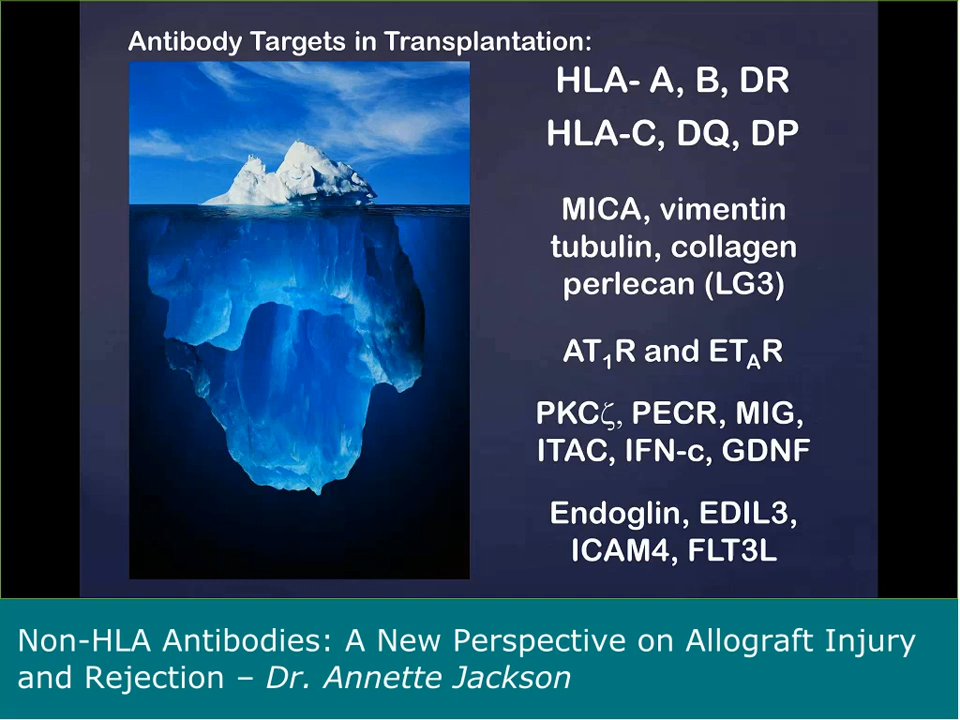 Antibody Targets in Transplantation:
HLA- A, B, DR
HLA-C, DQ, DP
MICA, vimentin
tubulin, collagen
perlecan (LG3)
AT₁R and ETAR
PKCζ, PECR, MIG,
ITAC, IFN-c, GDNF
Endoglin, EDIL3,
ICAM4, FLT3L
Non-HLA Antibodies: A New Perspective on Allograft Injury
and Rejection – Dr. Annette Jackson